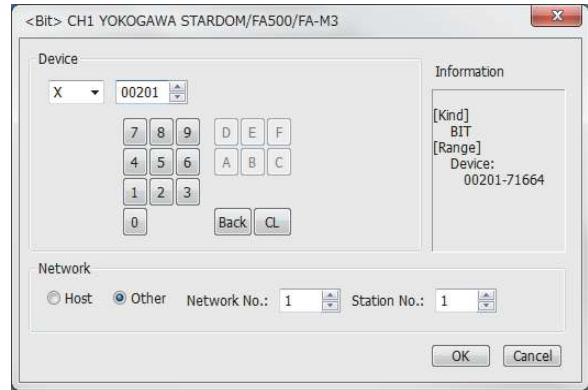 <Bit> CH1 YOKOGAWA STARDOM/FA500/FA-M3
Device
X 00201
7 8 9 D E F
4 5 6 A B C
1 2 3
0 Back CL
Information
[Kind]
BIT
[Range]
Device:
00201-71664
Network
Host Other Network No.: 1 Station No.: 1
OK Cancel